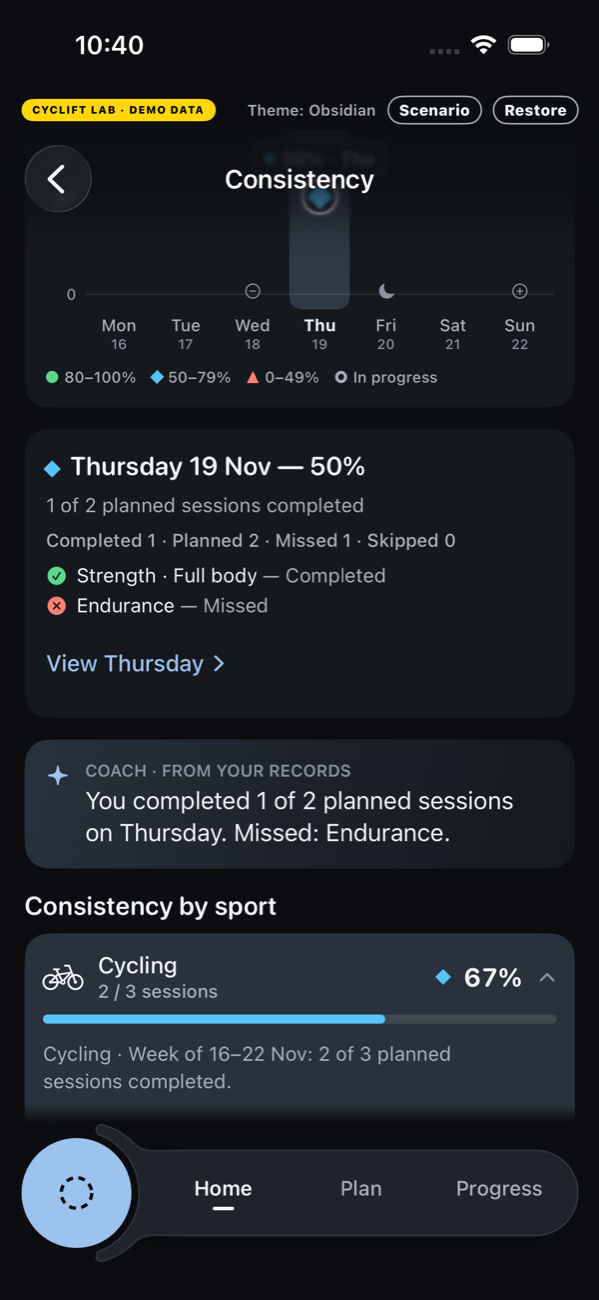 10:40
CYCLIFT LAB · DEMO DATA
Theme: Obsidian
Scenario
Restore
50% · Thu
Consistency
0
Mon Tue Wed Thu Fri Sat Sun
16 17 18 19 20 21 22
80–100% 50–79% 0–49% In progress
Thursday 19 Nov — 50%
1 of 2 planned sessions completed
Completed 1 · Planned 2 · Missed 1 · Skipped 0
Strength · Full body — Completed
Endurance — Missed
View Thursday
COACH · FROM YOUR RECORDS
You completed 1 of 2 planned sessions
on Thursday. Missed: Endurance.
Consistency by sport
Cycling
67%
2 / 3 sessions
Cycling · Week of 16–22 Nov: 2 of 3 planned
sessions completed.
Home Plan Progress